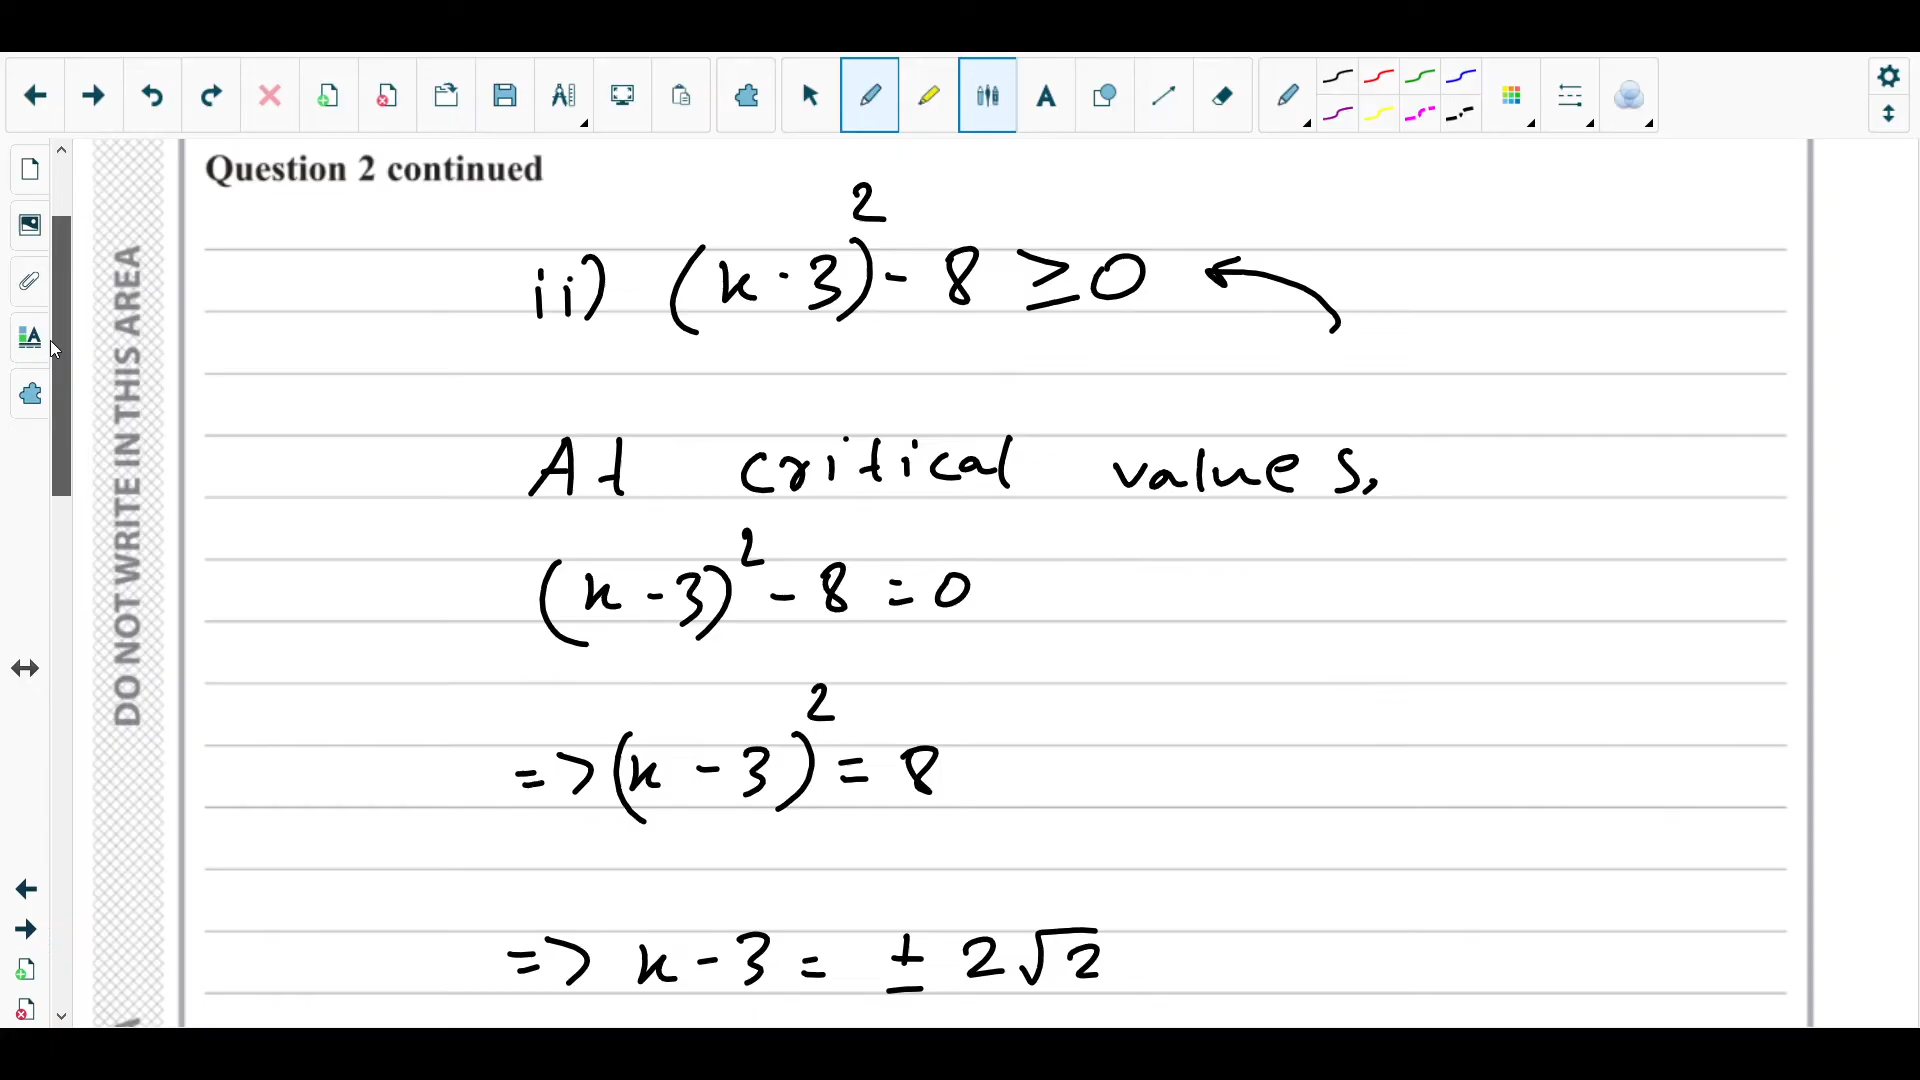 Question 2 continued
ii) (k - 3)² - 8 ≥ 0
At critical values,
(k - 3)² - 8 = 0
=> (k - 3)² = 8
=> k - 3 = ± 2√2
DO NOT WRITE IN THIS AREA